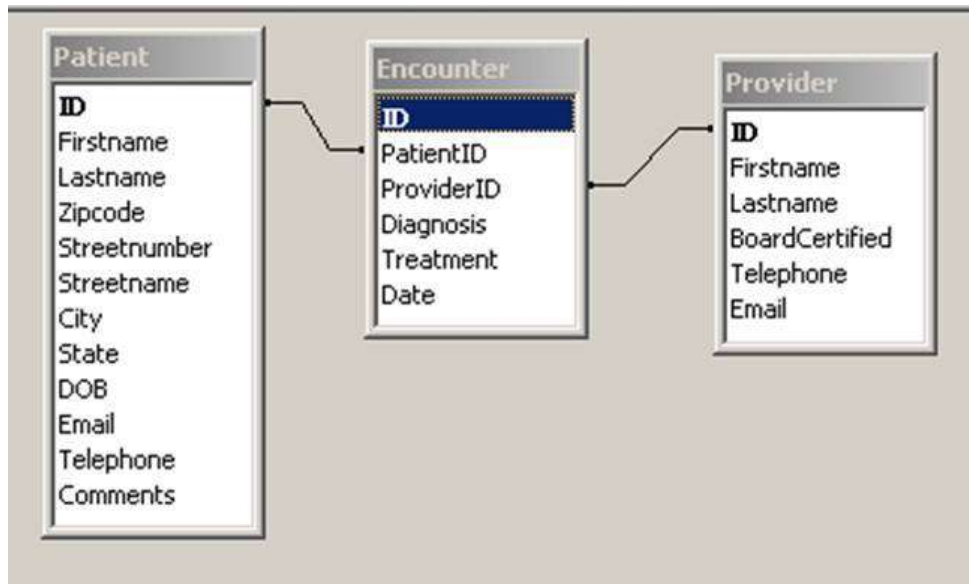 Patient
ID
Firstname
Lastname
Zipcode
Streetnumber
Streetname
City
State
DOB
Email
Telephone
Comments
Encounter
ID
PatientID
ProviderID
Diagnosis
Treatment
Date
Provider
ID
Firstname
Lastname
BoardCertified
Telephone
Email